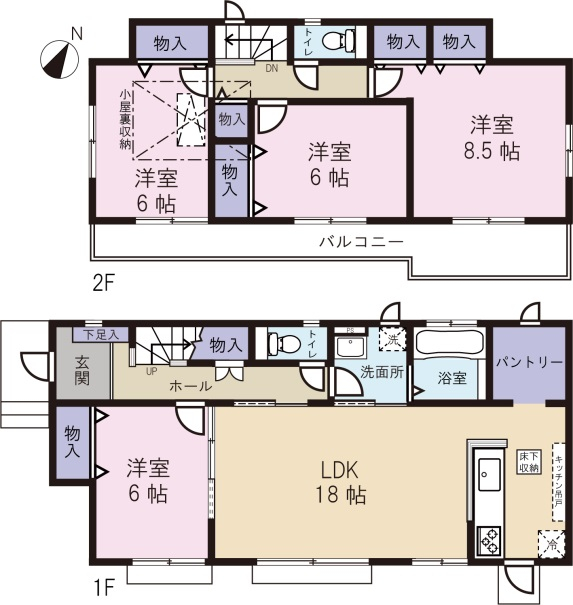 N
物入
DN
トイレ
物入
物入
小屋裏収納
洋室
6 帖
物入
物入
洋室
6 帖
洋室
8.5 帖
バルコニー
2F
下足入
玄関
UP
物入
トイレ
ホール
PS
洗
洗面所
浴室
パントリー
物入
洋室
6 帖
LDK
18 帖
床下収納
キッチン吊戸
冷
1F